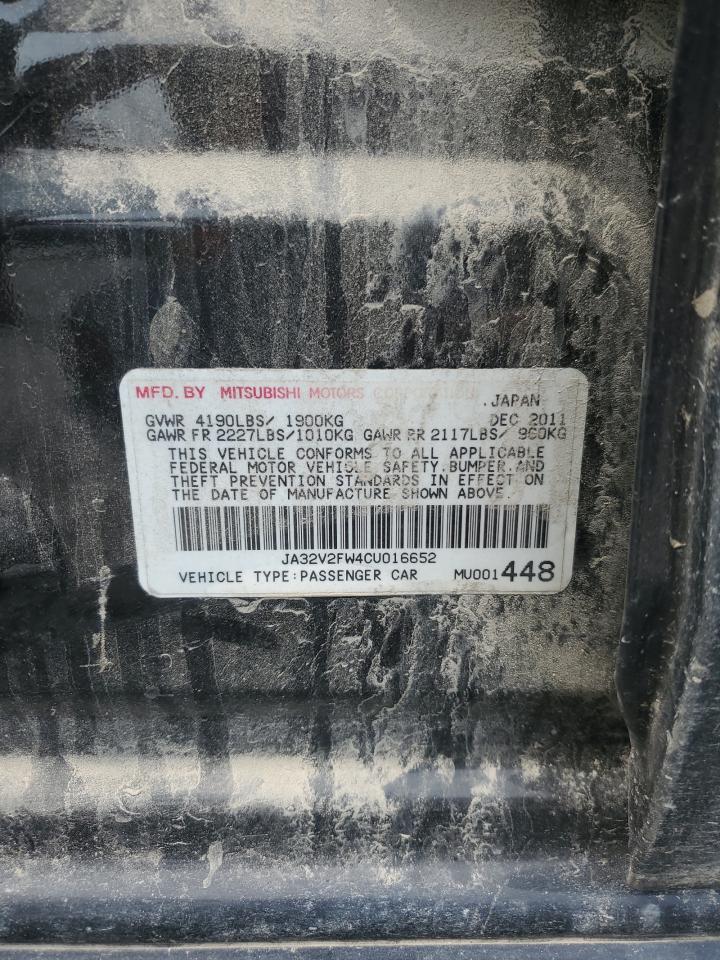 MFD. BY MITSUBISHI MOTORS CORPORATION. JAPAN
GVWR 4190LBS/ 1900KG DEC 2011
GAWR FR 2227LBS/1010KG GAWR RR 2117LBS/ 960KG
THIS VEHICLE CONFORMS TO ALL APPLICABLE
FEDERAL MOTOR VEHICLE SAFETY.BUMPER.AND
THEFT PREVENTION STANDARDS IN EFFECT ON
THE DATE OF MANUFACTURE SHOWN ABOVE.
JA32V2FW4CU016652
VEHICLE TYPE:PASSENGER CAR MU001448